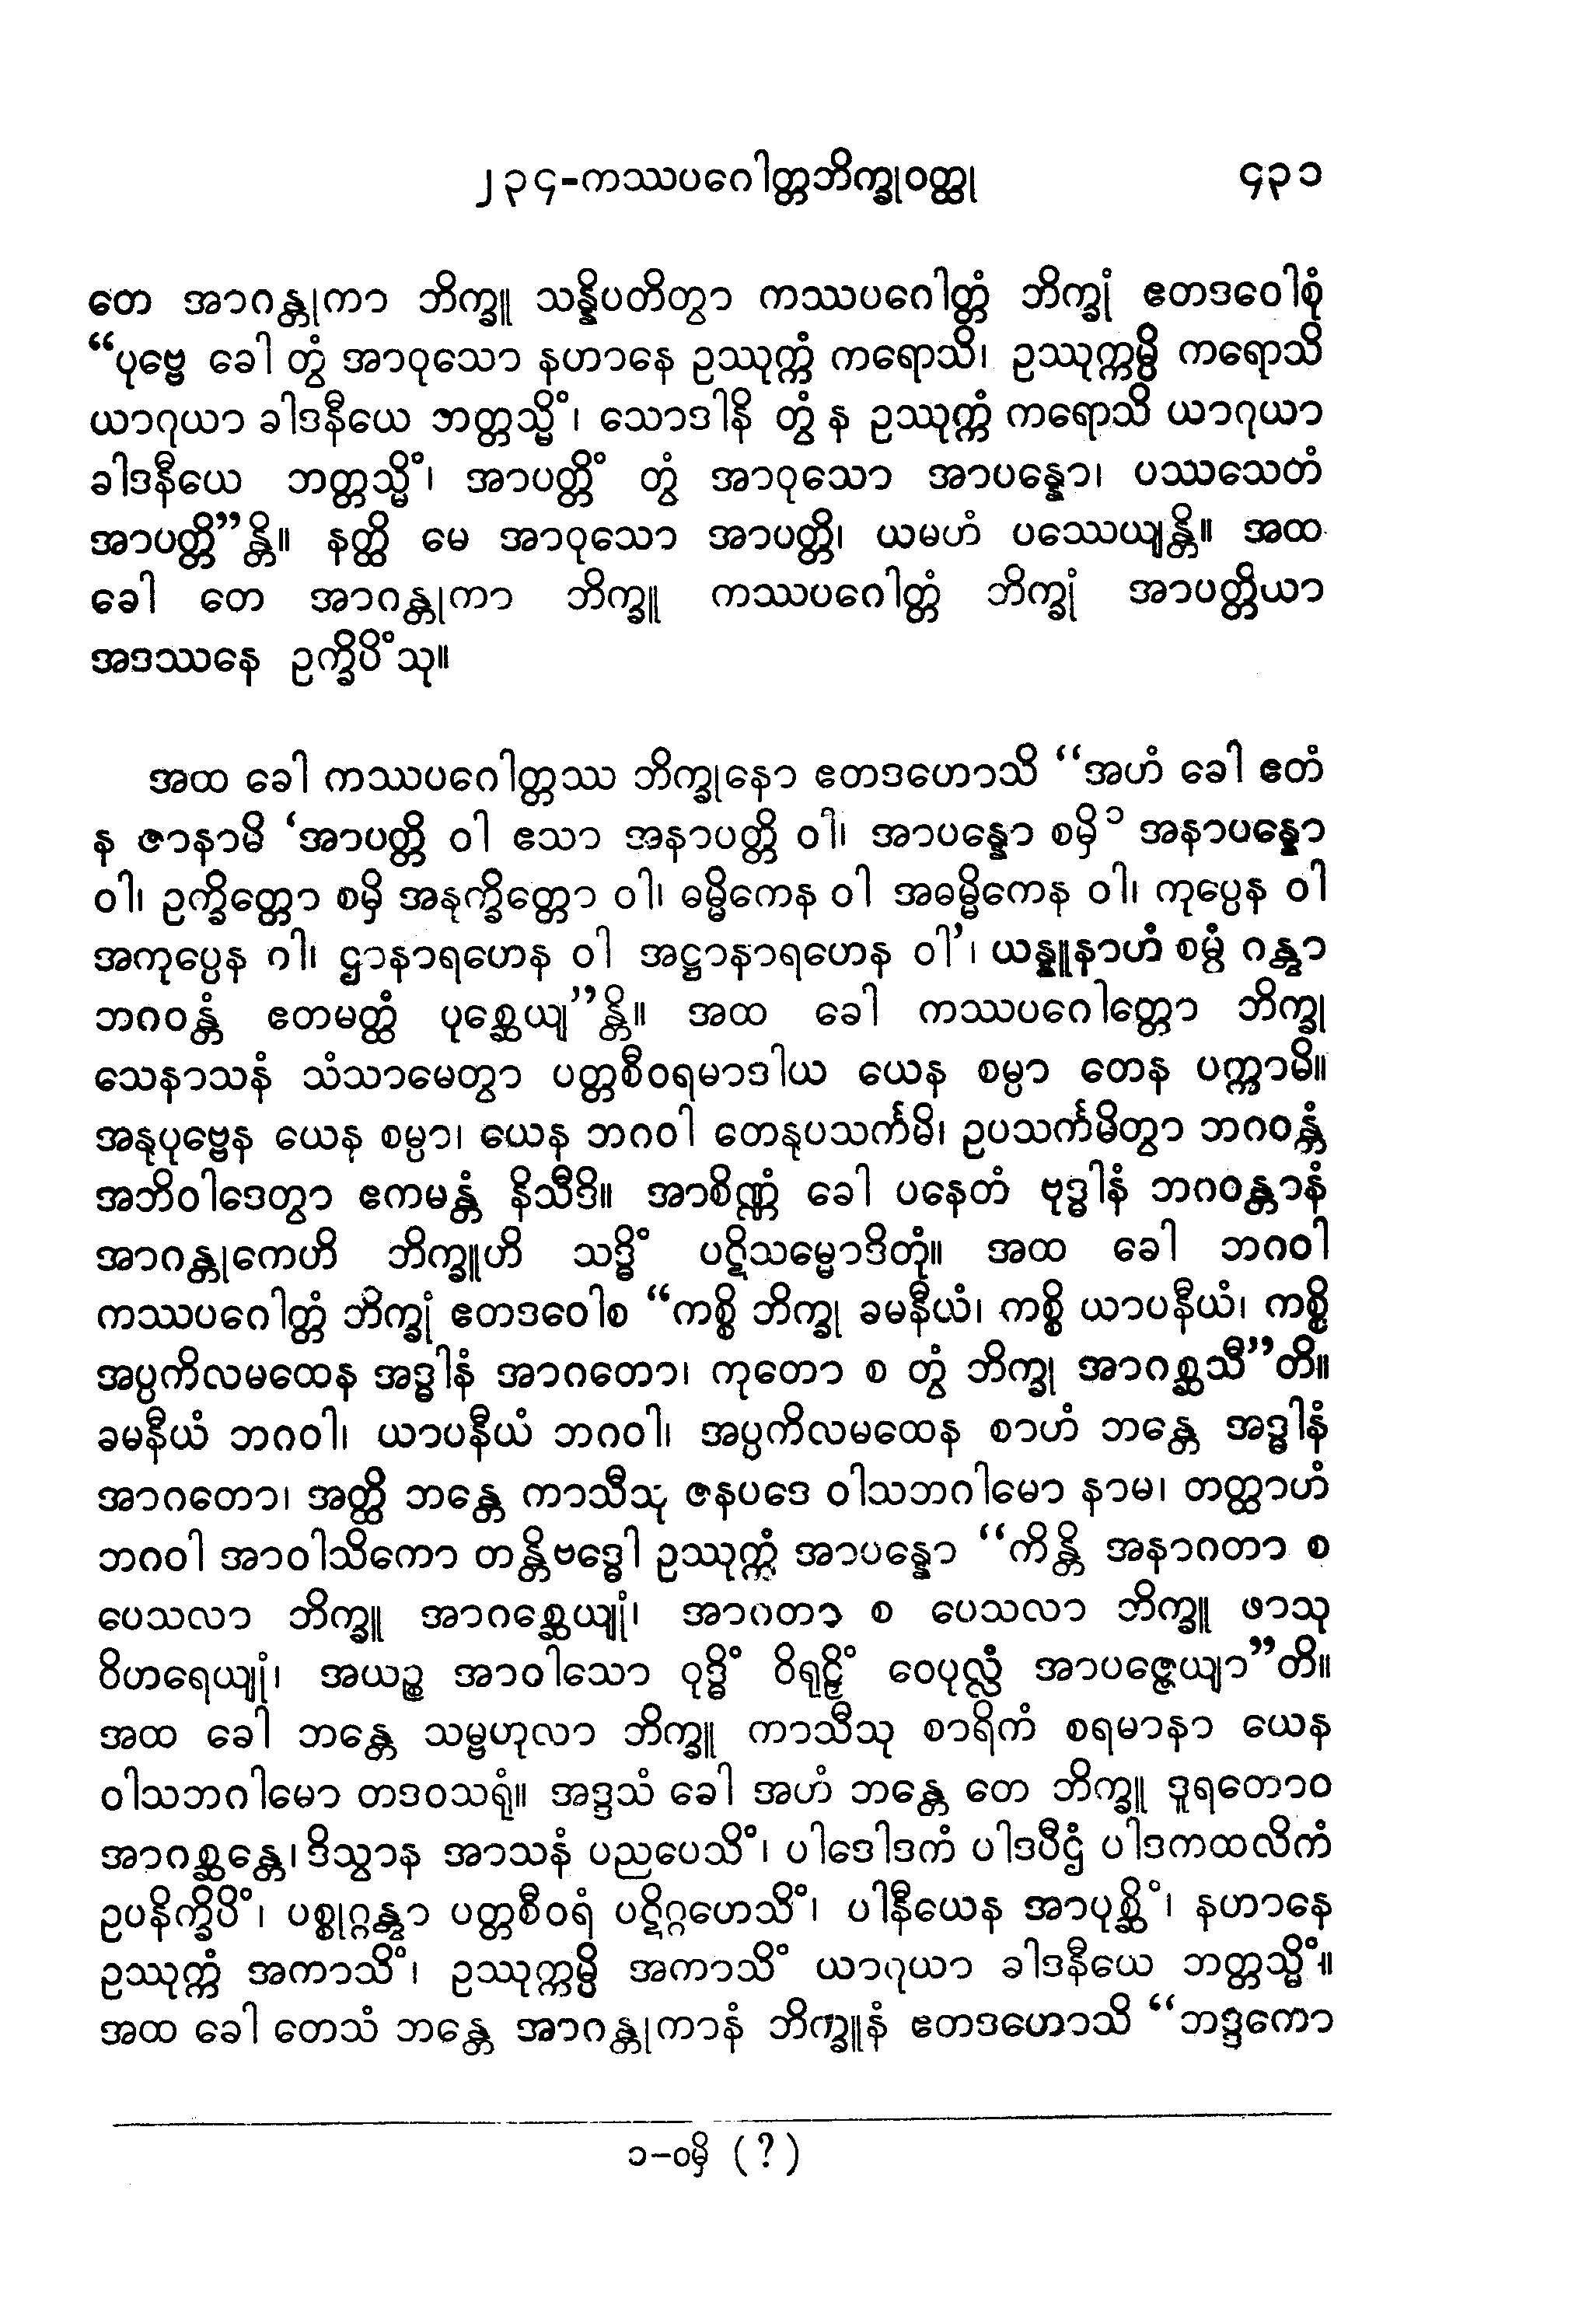 ၂၃၄-ကဿပဂေါတ္တဘိက္ခုဝတ္ထု ၄၃၁
တေ အာဂန္တုကာ ဘိက္ခူ သန္နိပတိတွာ ကဿပဂေါတ္တံ ဘိက္ခုံ ဧတဒဝေါစုံ
“ပုဗ္ဗေ ခေါ တွံ အာဝုသော နဟာနေ ဥဿုက္ကံ ကရောသိ၊ ဥဿုက္ကမ္ပိ ကရောသိ
ယာဂုယာ ခါဒနီယေ ဘတ္တသ္မိံ၊ သောဒါနိ တွံ န ဥဿုက္ကံ ကရောသိ ယာဂုယာ
ခါဒနီယေ ဘတ္တသ္မိံ၊ အာပတ္တိံ တွံ အာဝုသော အာပန္နော၊ ပဿသေတံ
အာပတ္တိ”န္တိ။ နတ္ထိ မေ အာဝုသော အာပတ္တိ၊ ယမဟံ ပဿေယျန္တိ။ အထ
ခေါ တေ အာဂန္တုကာ ဘိက္ခူ ကဿပဂေါတ္တံ ဘိက္ခုံ အာပတ္တိယာ
အဒဿနေ ဥက္ခိပိံသု။
အထ ခေါ ကဿပဂေါတ္တဿ ဘိက္ခုနော ဧတဒဟောသိ “အဟံ ခေါ ဧတံ
န ဇာနာမိ ‘အာပတ္တိ ဝါ ဧသာ အနာပတ္တိ ဝါ၊ အာပန္နော စမှိ ၁ အနာပန္နော
ဝါ၊ ဥက္ခိတ္တော စမှိ အနုက္ခိတ္တော ဝါ၊ ဓမ္မိကေန ဝါ အဓမ္မိကေန ဝါ၊ ကုပ္ပေန ဝါ
အကုပ္ပေန ဂါ၊ ဌာနာရဟေန ဝါ အဋ္ဌာနာရဟေန ဝါ’၊ ယန္နူနာဟံ စမ္ပံ ဂန္တွာ
ဘဂဝန္တံ ဧတမတ္ထံ ပုစ္ဆေယျ”န္တိ။ အထ ခေါ ကဿပဂေါတ္တော ဘိက္ခု
သေနာသနံ သံသာမေတွာ ပတ္တစီဝရမာဒါယ ယေန စမ္ပာ တေန ပက္ကာမိ။
အနုပုဗ္ဗေန ယေန စမ္ပာ၊ ယေန ဘဂဝါ တေနုပသင်္ကမိ၊ ဥပသင်္ကမိတွာ ဘဂဝန္တံ
အဘိဝါဒေတွာ ဧကမန္တံ နိသီဒိ။ အာစိဏ္ဏံ ခေါ ပနေတံ ဗုဒ္ဓါနံ ဘဂဝန္တာနံ
အာဂန္တုကေဟိ ဘိက္ခူဟိ သဒ္ဓိံ ပဋိသမ္မောဒိတုံ။ အထ ခေါ ဘဂဝါ
ကဿပဂေါတ္တံ ဘိက္ခုံ ဧတဒဝေါစ “ကစ္စိ ဘိက္ခု ခမနီယံ၊ ကစ္စိ ယာပနီယံ၊ ကစ္စိ
အပ္ပကိလမထေန အဒ္ဓါနံ အာဂတော၊ ကုတော စ တွံ ဘိက္ခု အာဂစ္ဆသီ”တိ။
ခမနီယံ ဘဂဝါ၊ ယာပနီယံ ဘဂဝါ၊ အပ္ပကိလမထေန စာဟံ ဘန္တေ အဒ္ဓါနံ
အာဂတော၊ အတ္ထိ ဘန္တေ ကာသီသု ဇနပဒေ ဝါသဘဂါမော နာမ၊ တတ္ထာဟံ
ဘဂဝါ အာဝါသိကော တန္တိဗဒ္ဓေါ ဥဿုက္ကံ အာပန္နော “ကိန္တိ အနာဂတာ စ
ပေသလာ ဘိက္ခူ အာဂစ္ဆေယျုံ၊ အာဂတာ စ ပေသလာ ဘိက္ခူ ဖာသု
ဝိဟရေယျုံ၊ အယဉ္စ အာဝါသော ဝုဒ္ဓိံ ဝိရုဠှိံ ဝေပုလ္လံ အာပဇ္ဇေယျာ”တိ။
အထ ခေါ ဘန္တေ သမ္ဗဟုလာ ဘိက္ခူ ကာသီသု စာရိကံ စရမာနာ ယေန
ဝါသဘဂါမော တဒဝသရုံ။ အဒ္ဒသံ ခေါ အဟံ ဘန္တေ တေ ဘိက္ခူ ဒူရတောဝ
အာဂစ္ဆန္တေ၊ ဒိသွာန အာသနံ ပညပေသိံ၊ ပါဒေါဒကံ ပါဒပီဌံ ပါဒကထလိကံ
ဥပနိက္ခိပိံ၊ ပစ္စုဂ္ဂန္တွာ ပတ္တစီဝရံ ပဋိဂ္ဂဟေသိံ၊ ပါနီယေန အာပုစ္ဆိံ၊ နဟာနေ
ဥဿုက္ကံ အကာသိံ၊ ဥဿုက္ကမ္ပိ အကာသိံ ယာဂုယာ ခါဒနီယေ ဘတ္တသ္မိံ။
အထ ခေါ တေသံ ဘန္တေ အာဂန္တုကာနံ ဘိက္ခူနံ ဧတဒဟောသိ “ဘဒ္ဒကော
၁-ဝမှိ (?)